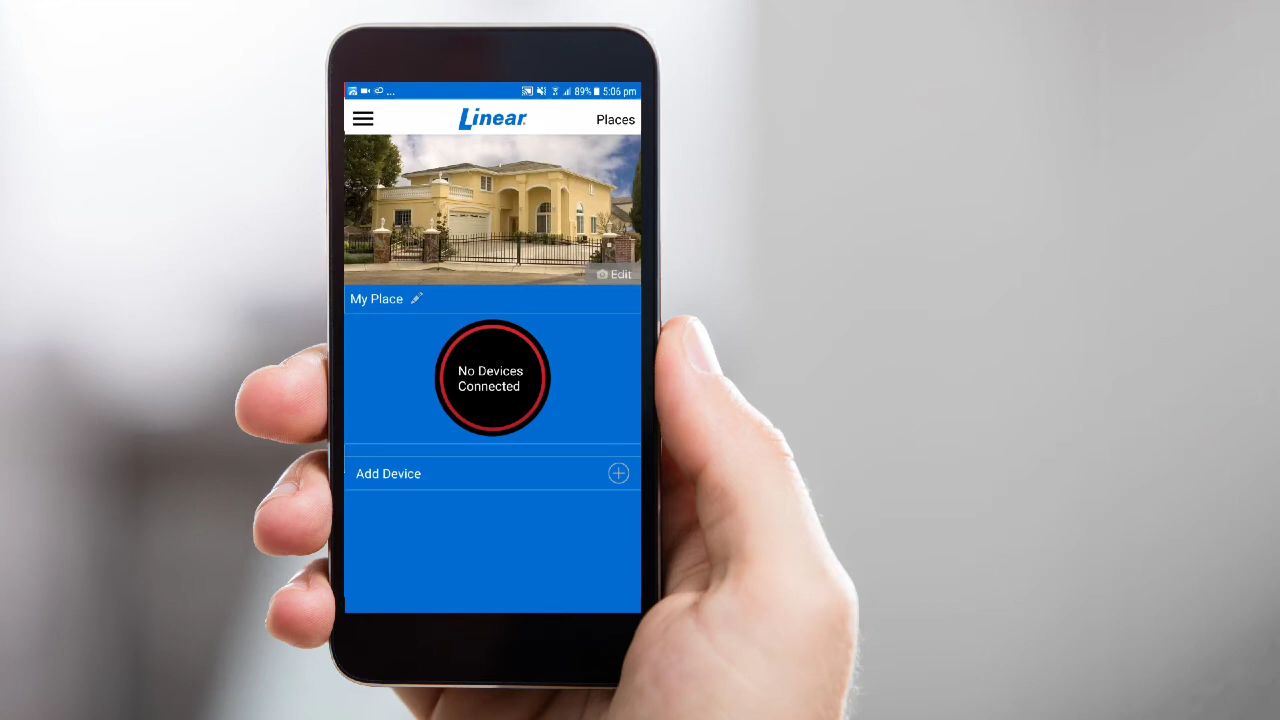 ... 89% 5:06 pm
Linear
Places
Edit
My Place
No Devices
Connected
Add Device